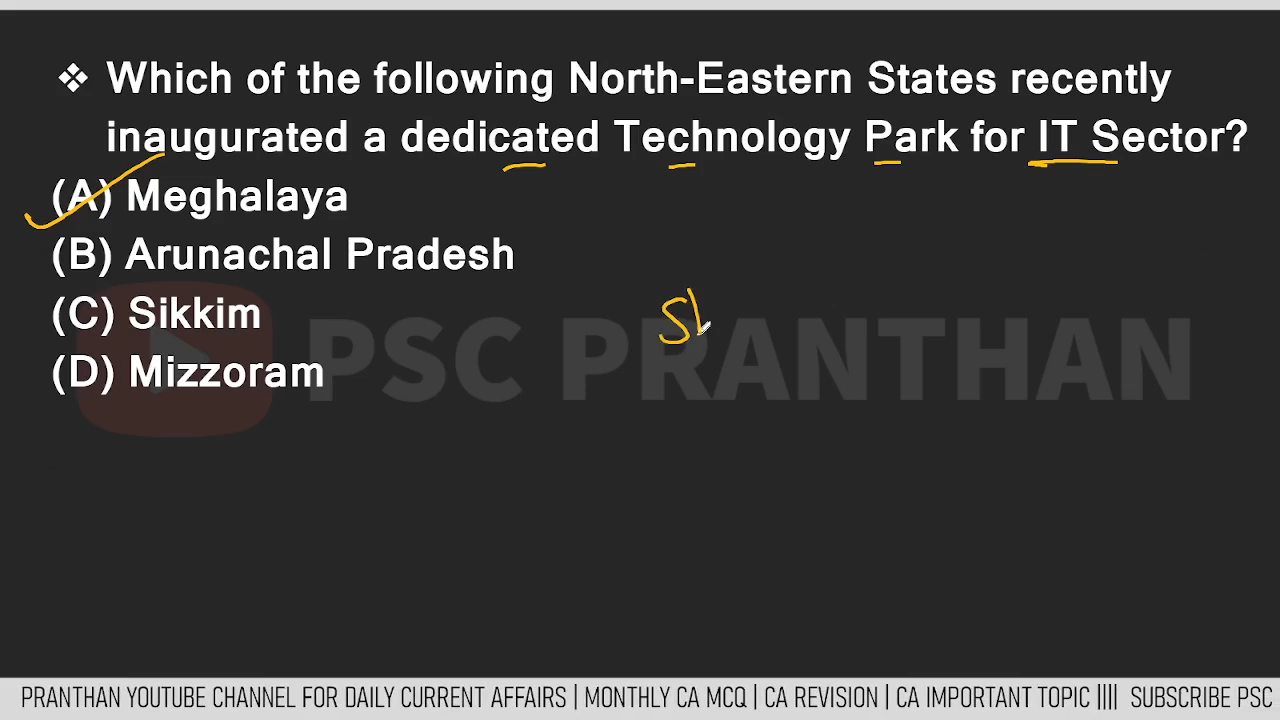 ❖ Which of the following North-Eastern States recently
inaugurated a dedicated Technology Park for IT Sector?
(A) Meghalaya
(B) Arunachal Pradesh
(C) Sikkim
(D) Mizzoram
PSC PRANTHAN
PRANTHAN YOUTUBE CHANNEL FOR DAILY CURRENT AFFAIRS | MONTHLY CA MCQ | CA REVISION | CA IMPORTANT TOPIC |||| SUBSCRIBE PSC